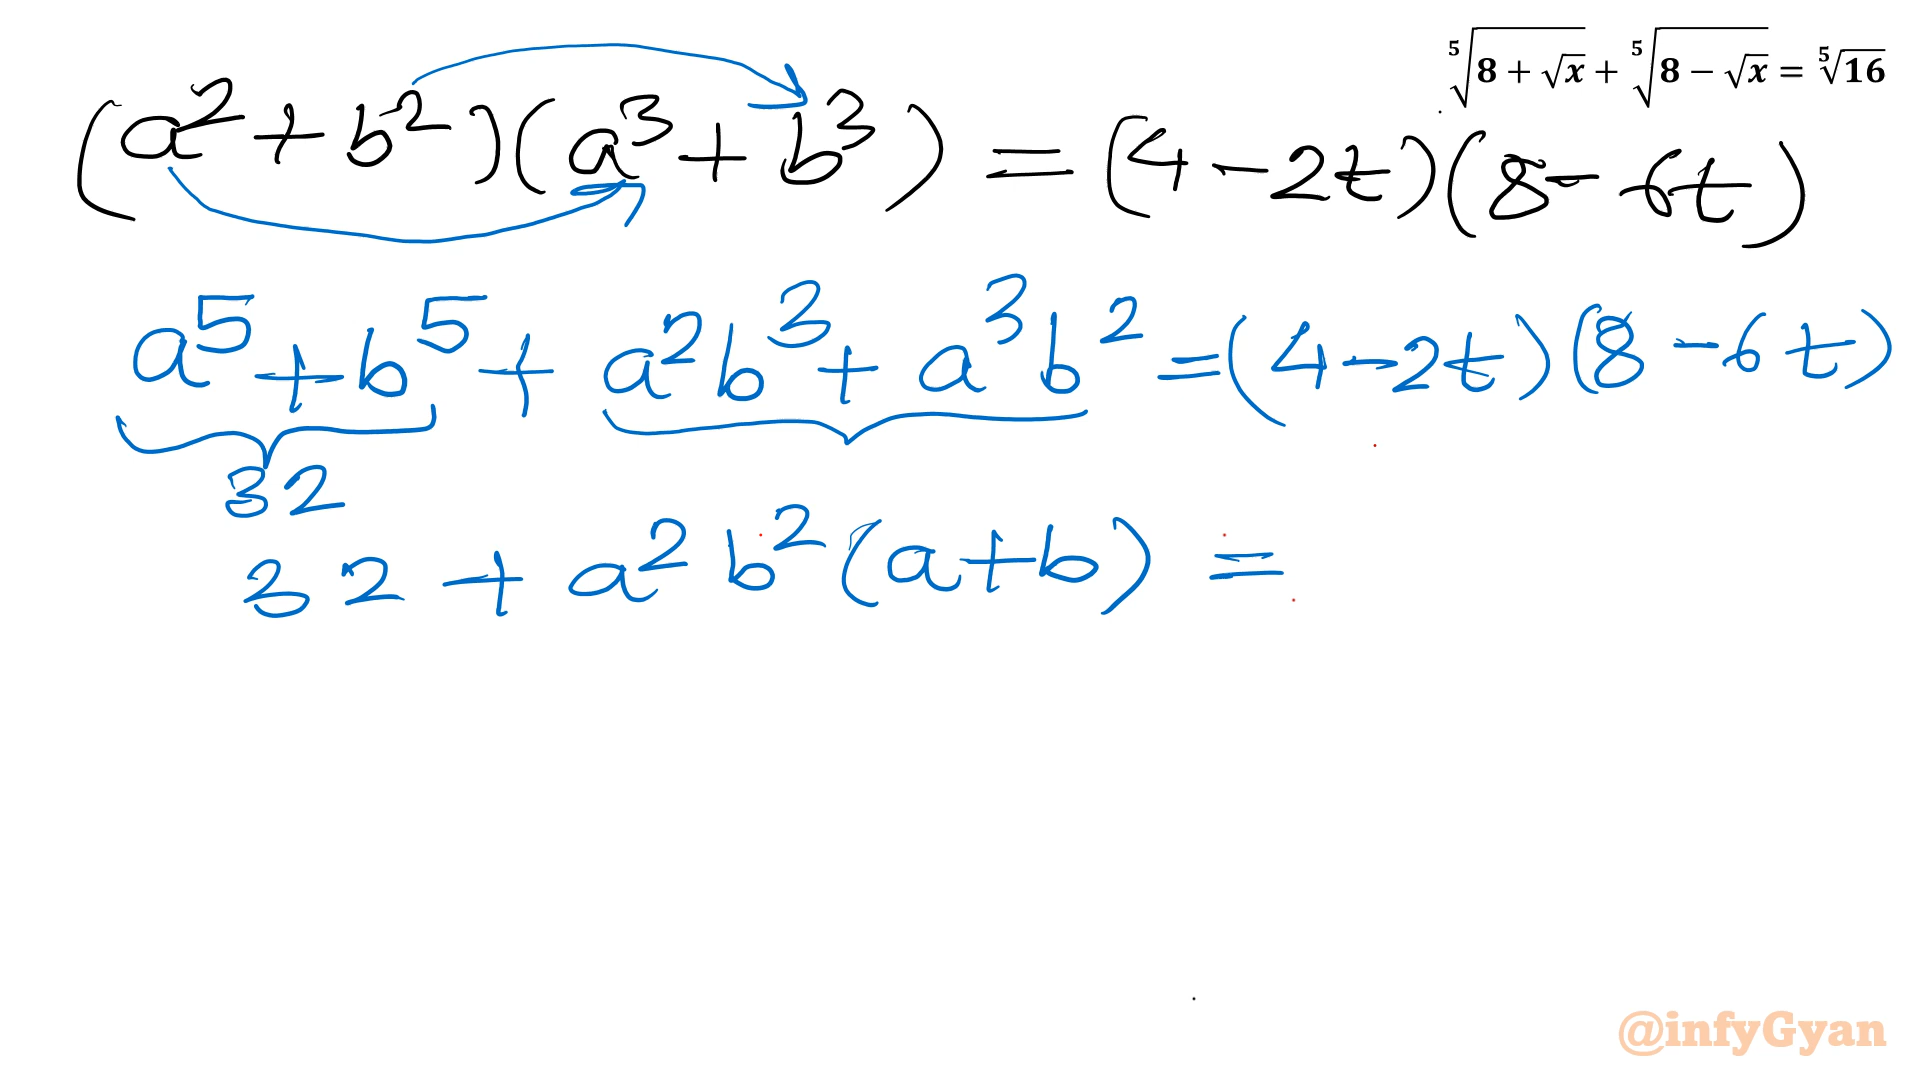 ⁵√(8 + √x) + ⁵√(8 − √x) = ⁵√16
(a² + b²)(a³ + b³) = (4 − 2t)(8 − 6t)
a⁵ + b⁵ + a²b³ + a³b² = (4 − 2t)(8 − 6t)
32
32 + a²b²(a + b) =
@infyGyan